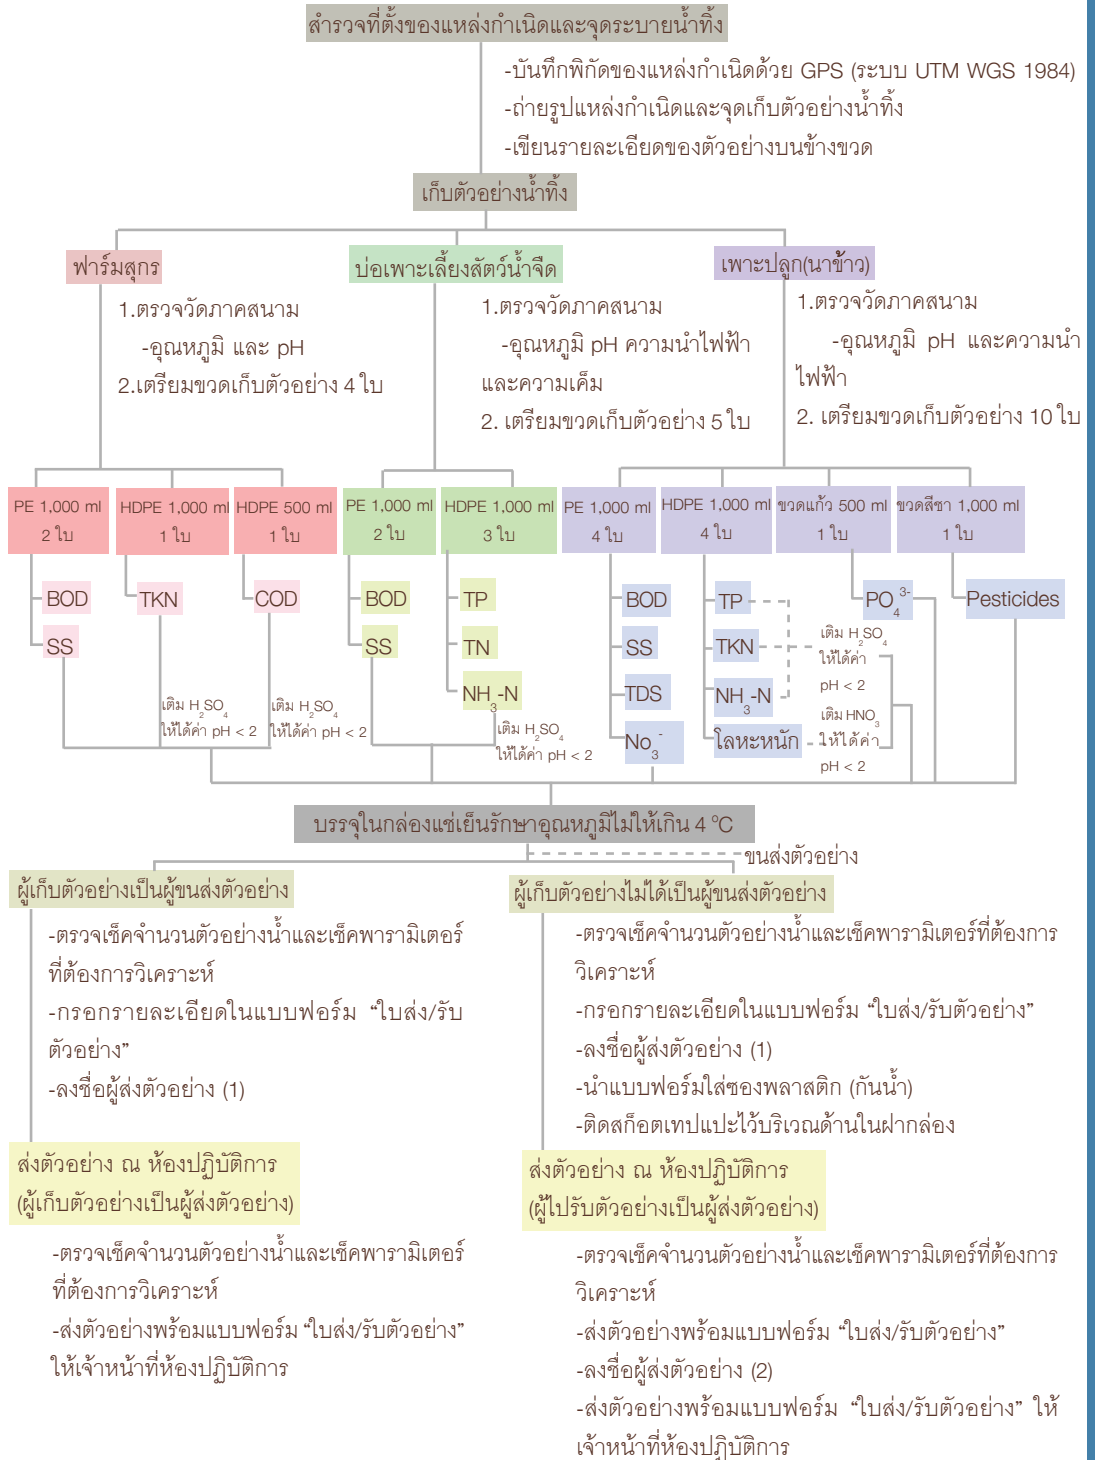 สำรวจที่ตั้งของแหล่งกำเนิดและจุดระบายน้ำทิ้ง
-บันทึกพิกัดของแหล่งกำเนิดด้วย GPS (ระบบ UTM WGS 1984)
-ถ่ายรูปแหล่งกำเนิดและจุดเก็บตัวอย่างน้ำทิ้ง
-เขียนรายละเอียดของตัวอย่างบนข้างขวด
เก็บตัวอย่างน้ำทิ้ง
ฟาร์มสุกร
1.ตรวจวัดภาคสนาม
-อุณหภูมิ และ pH
2.เตรียมขวดเก็บตัวอย่าง 4 ใบ
บ่อเพาะเลี้ยงสัตว์น้ำจืด
1.ตรวจวัดภาคสนาม
-อุณหภูมิ pH ความนำไฟฟ้า
และความเค็ม
2. เตรียมขวดเก็บตัวอย่าง 5 ใบ
เพาะปลูก(นาข้าว)
1.ตรวจวัดภาคสนาม
-อุณหภูมิ pH และความนำ
ไฟฟ้า
2. เตรียมขวดเก็บตัวอย่าง 10 ใบ
PE 1,000 ml
2 ใบ
HDPE 1,000 ml
1 ใบ
HDPE 500 ml
1 ใบ
PE 1,000 ml
2 ใบ
HDPE 1,000 ml
3 ใบ
PE 1,000 ml
4 ใบ
HDPE 1,000 ml
4 ใบ
ขวดแก้ว 500 ml
1 ใบ
ขวดสีชา 1,000 ml
1 ใบ
BOD
SS
TKN
เติม H₂SO₄
ให้ได้ค่า pH < 2
COD
เติม H₂SO₄
ให้ได้ค่า pH < 2
BOD
SS
TP
TN
NH₃-N
เติม H₂SO₄
ให้ได้ค่า pH < 2
BOD
SS
TDS
No₃⁻
TP
TKN
NH₃-N
โลหะหนัก
เติม H₂SO₄
ให้ได้ค่า
pH < 2
เติม HNO₃
ให้ได้ค่า
pH < 2
PO₄³⁻
Pesticides
บรรจุในกล่องแช่เย็นรักษาอุณหภูมิไม่ให้เกิน 4 °C
ขนส่งตัวอย่าง
ผู้เก็บตัวอย่างเป็นผู้ขนส่งตัวอย่าง
-ตรวจเช็คจำนวนตัวอย่างน้ำและเช็คพารามิเตอร์
ที่ต้องการวิเคราะห์
-กรอกรายละเอียดในแบบฟอร์ม “ใบส่ง/รับ
ตัวอย่าง”
-ลงชื่อผู้ส่งตัวอย่าง (1)
ส่งตัวอย่าง ณ ห้องปฏิบัติการ
(ผู้เก็บตัวอย่างเป็นผู้ส่งตัวอย่าง)
-ตรวจเช็คจำนวนตัวอย่างน้ำและเช็คพารามิเตอร์
ที่ต้องการวิเคราะห์
-ส่งตัวอย่างพร้อมแบบฟอร์ม “ใบส่ง/รับตัวอย่าง”
ให้เจ้าหน้าที่ห้องปฏิบัติการ
ผู้เก็บตัวอย่างไม่ได้เป็นผู้ขนส่งตัวอย่าง
-ตรวจเช็คจำนวนตัวอย่างน้ำและเช็คพารามิเตอร์ที่ต้องการ
วิเคราะห์
-กรอกรายละเอียดในแบบฟอร์ม “ใบส่ง/รับตัวอย่าง”
-ลงชื่อผู้ส่งตัวอย่าง (1)
-นำแบบฟอร์มใส่ซองพลาสติก (กันน้ำ)
-ติดสก็อตเทปแปะไว้บริเวณด้านในฝากล่อง
ส่งตัวอย่าง ณ ห้องปฏิบัติการ
(ผู้ไปรับตัวอย่างเป็นผู้ส่งตัวอย่าง)
-ตรวจเช็คจำนวนตัวอย่างน้ำและเช็คพารามิเตอร์ที่ต้องการ
วิเคราะห์
-ส่งตัวอย่างพร้อมแบบฟอร์ม “ใบส่ง/รับตัวอย่าง”
-ลงชื่อผู้ส่งตัวอย่าง (2)
-ส่งตัวอย่างพร้อมแบบฟอร์ม “ใบส่ง/รับตัวอย่าง” ให้
เจ้าหน้าที่ห้องปฏิบัติการ